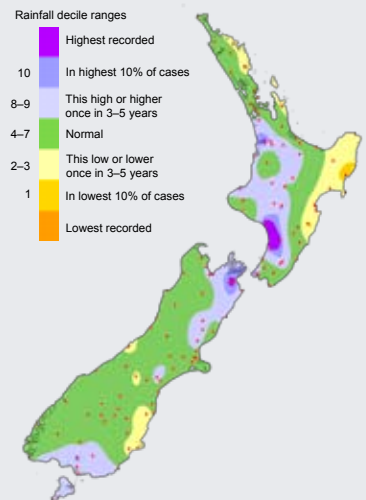 Rainfall decile ranges
Highest recorded
10 In highest 10% of cases
8–9 This high or higher
once in 3–5 years
4–7 Normal
2–3 This low or lower
once in 3–5 years
1 In lowest 10% of cases
Lowest recorded